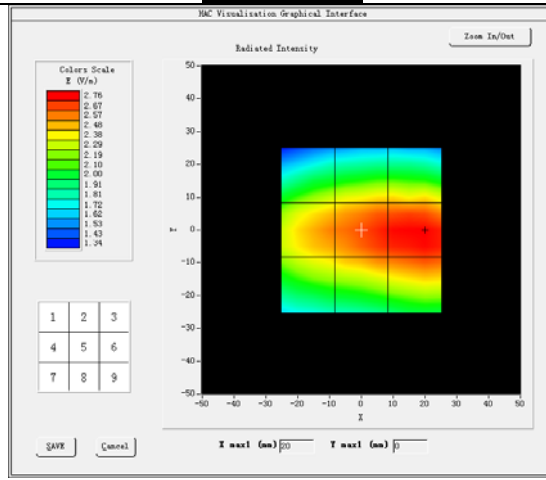 HAC Visualisation Graphical Interface
Zoom In/Out
Radiated Intensity
Colors Scale
E (V/m)
2.76
2.67
2.57
2.48
2.38
2.29
2.19
2.10
2.00
1.91
1.81
1.72
1.62
1.53
1.43
1.34
50
40
30
20
10
Y
0
-10
-20
-30
-40
-50
-50 -40 -30 -20 -10 0 10 20 30 40 50
X
1 2 3
4 5 6
7 8 9
SAVE
Cancel
X max1 (mm) 20
Y max1 (mm) 0